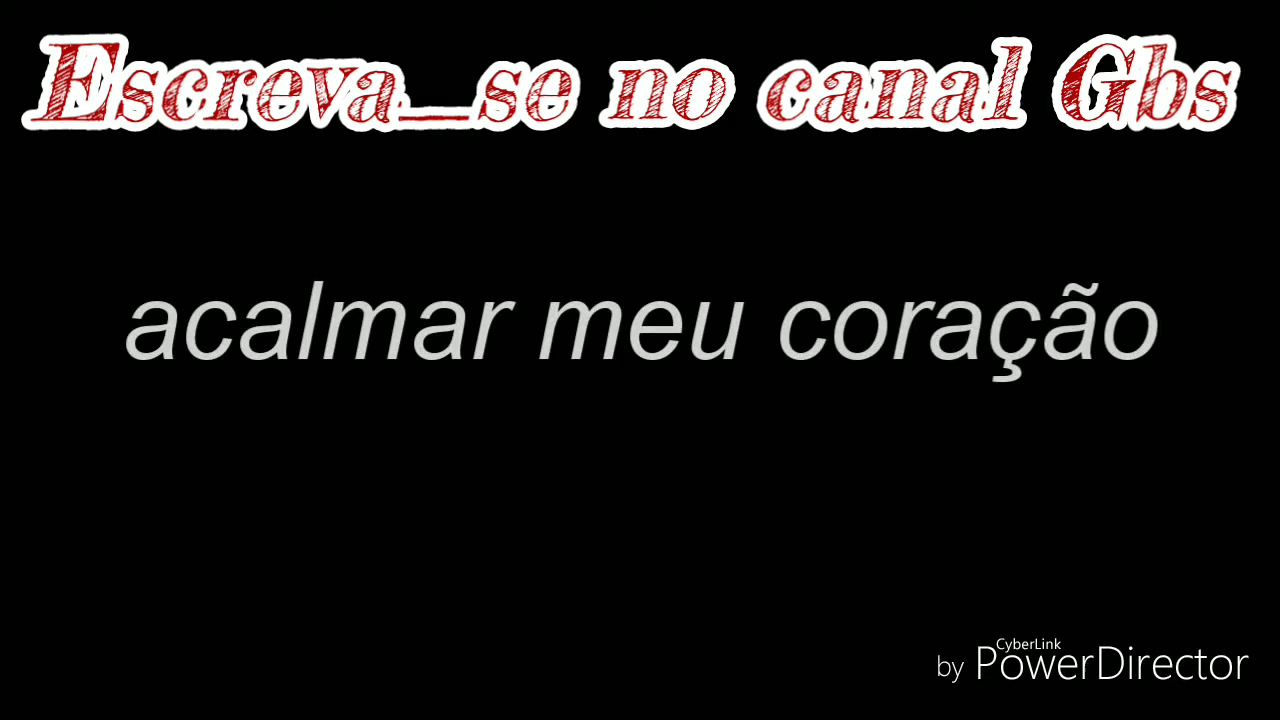 Escreva_se no canal Gbs
acalmar meu coração
CyberLink
by PowerDirector